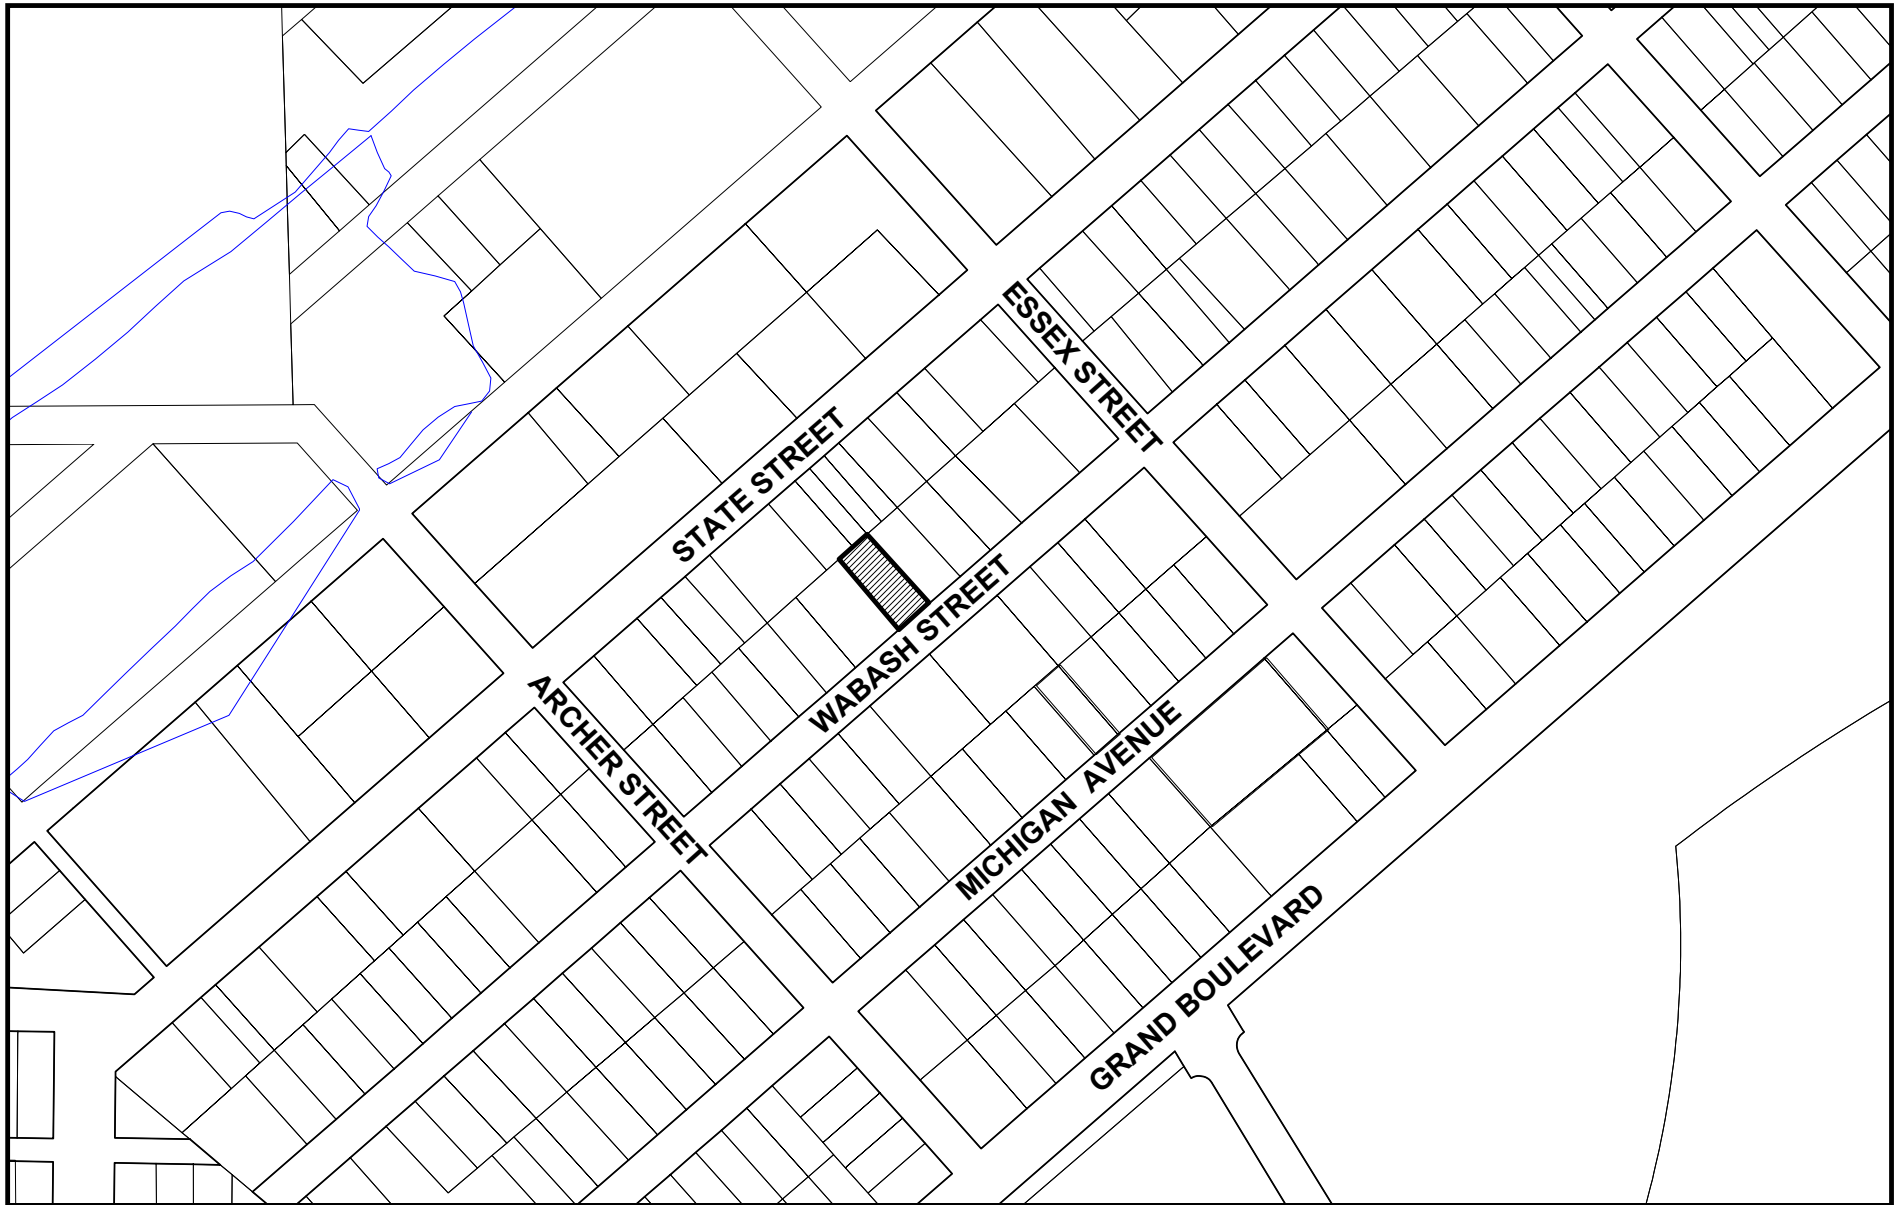 ESSEX STREET
STATE STREET
WABASH STREET
ARCHER STREET
MICHIGAN AVENUE
GRAND BOULEVARD